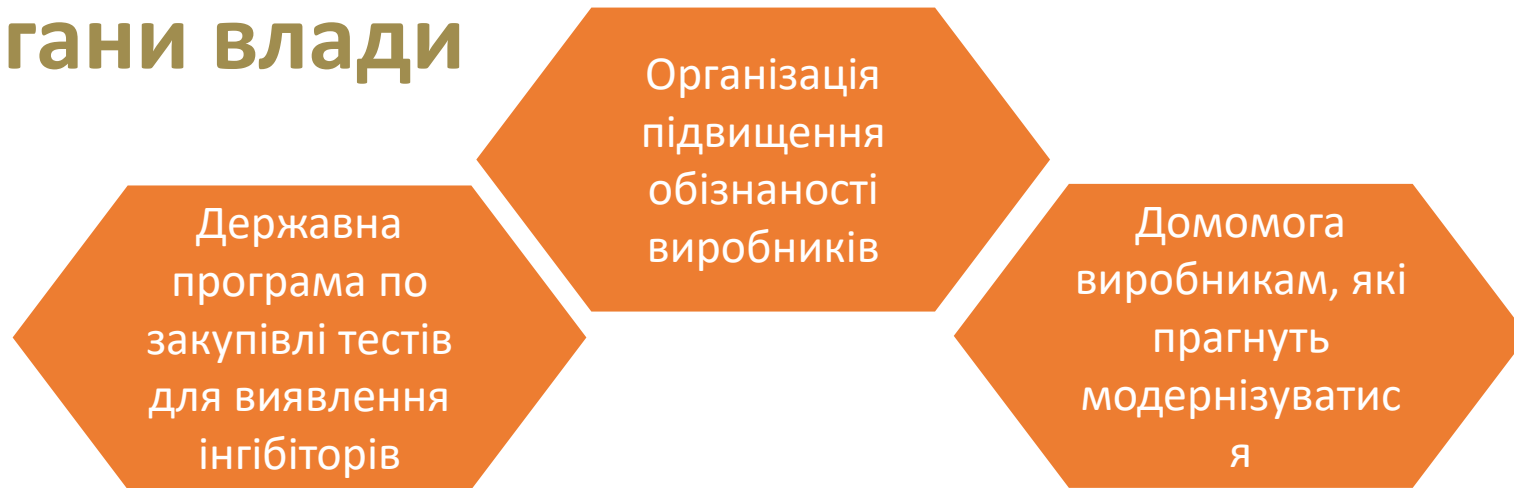 гани влади
Організація
підвищення
обізнаності
виробників
Державна
програма по
закупівлі тестів
для виявлення
інгібіторів
Домомога
виробникам, які
прагнуть
модернізуватис
я